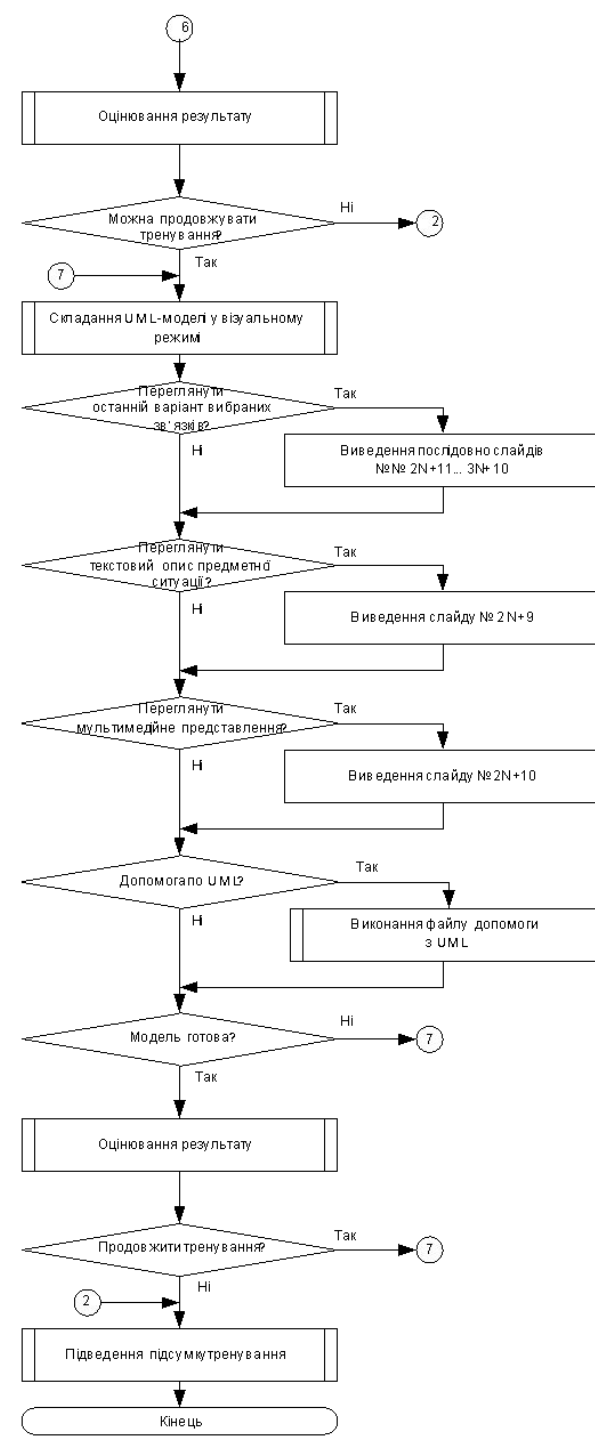 6
Оцінювання результату
Можна продовжувати
тренування?
Ні
2
Так
7
Складання UML-моделі у візуальному
режимі
Переглянути
останній варіант вибраних
зв'язків?
Так
Ні
Виведення послідовно слайдів
№№ 2N+11... 3N+10
Переглянути
текстовий опис предметної
ситуації?
Так
Ні
Виведення слайду № 2N+9
Переглянути
мультимедійне представлення?
Так
Ні
Виведення слайду №2N+10
Допомога по UML?
Так
Ні
Виконання файлу допомоги
з UML
Модель готова?
Ні
7
Так
Оцінювання результату
Продовжити тренування?
Так
7
Ні
2
Підведення підсумку тренування
Кінець